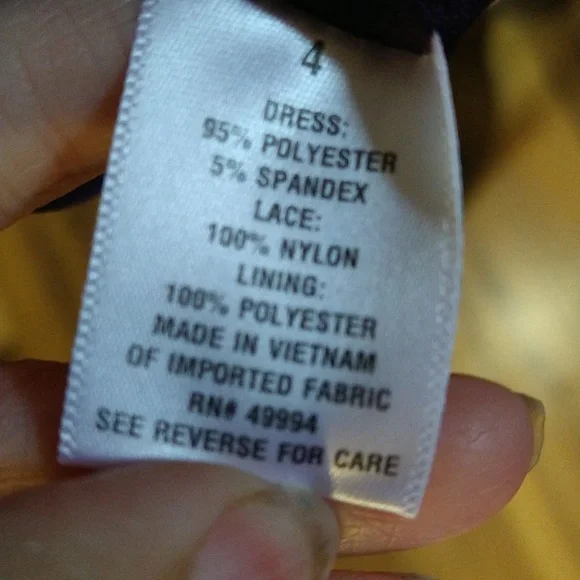 4
DRESS:
95% POLYESTER
5% SPANDEX
LACE:
100% NYLON
LINING:
100% POLYESTER
MADE IN VIETNAM
OF IMPORTED FABRIC
RN# 49994
SEE REVERSE FOR CARE